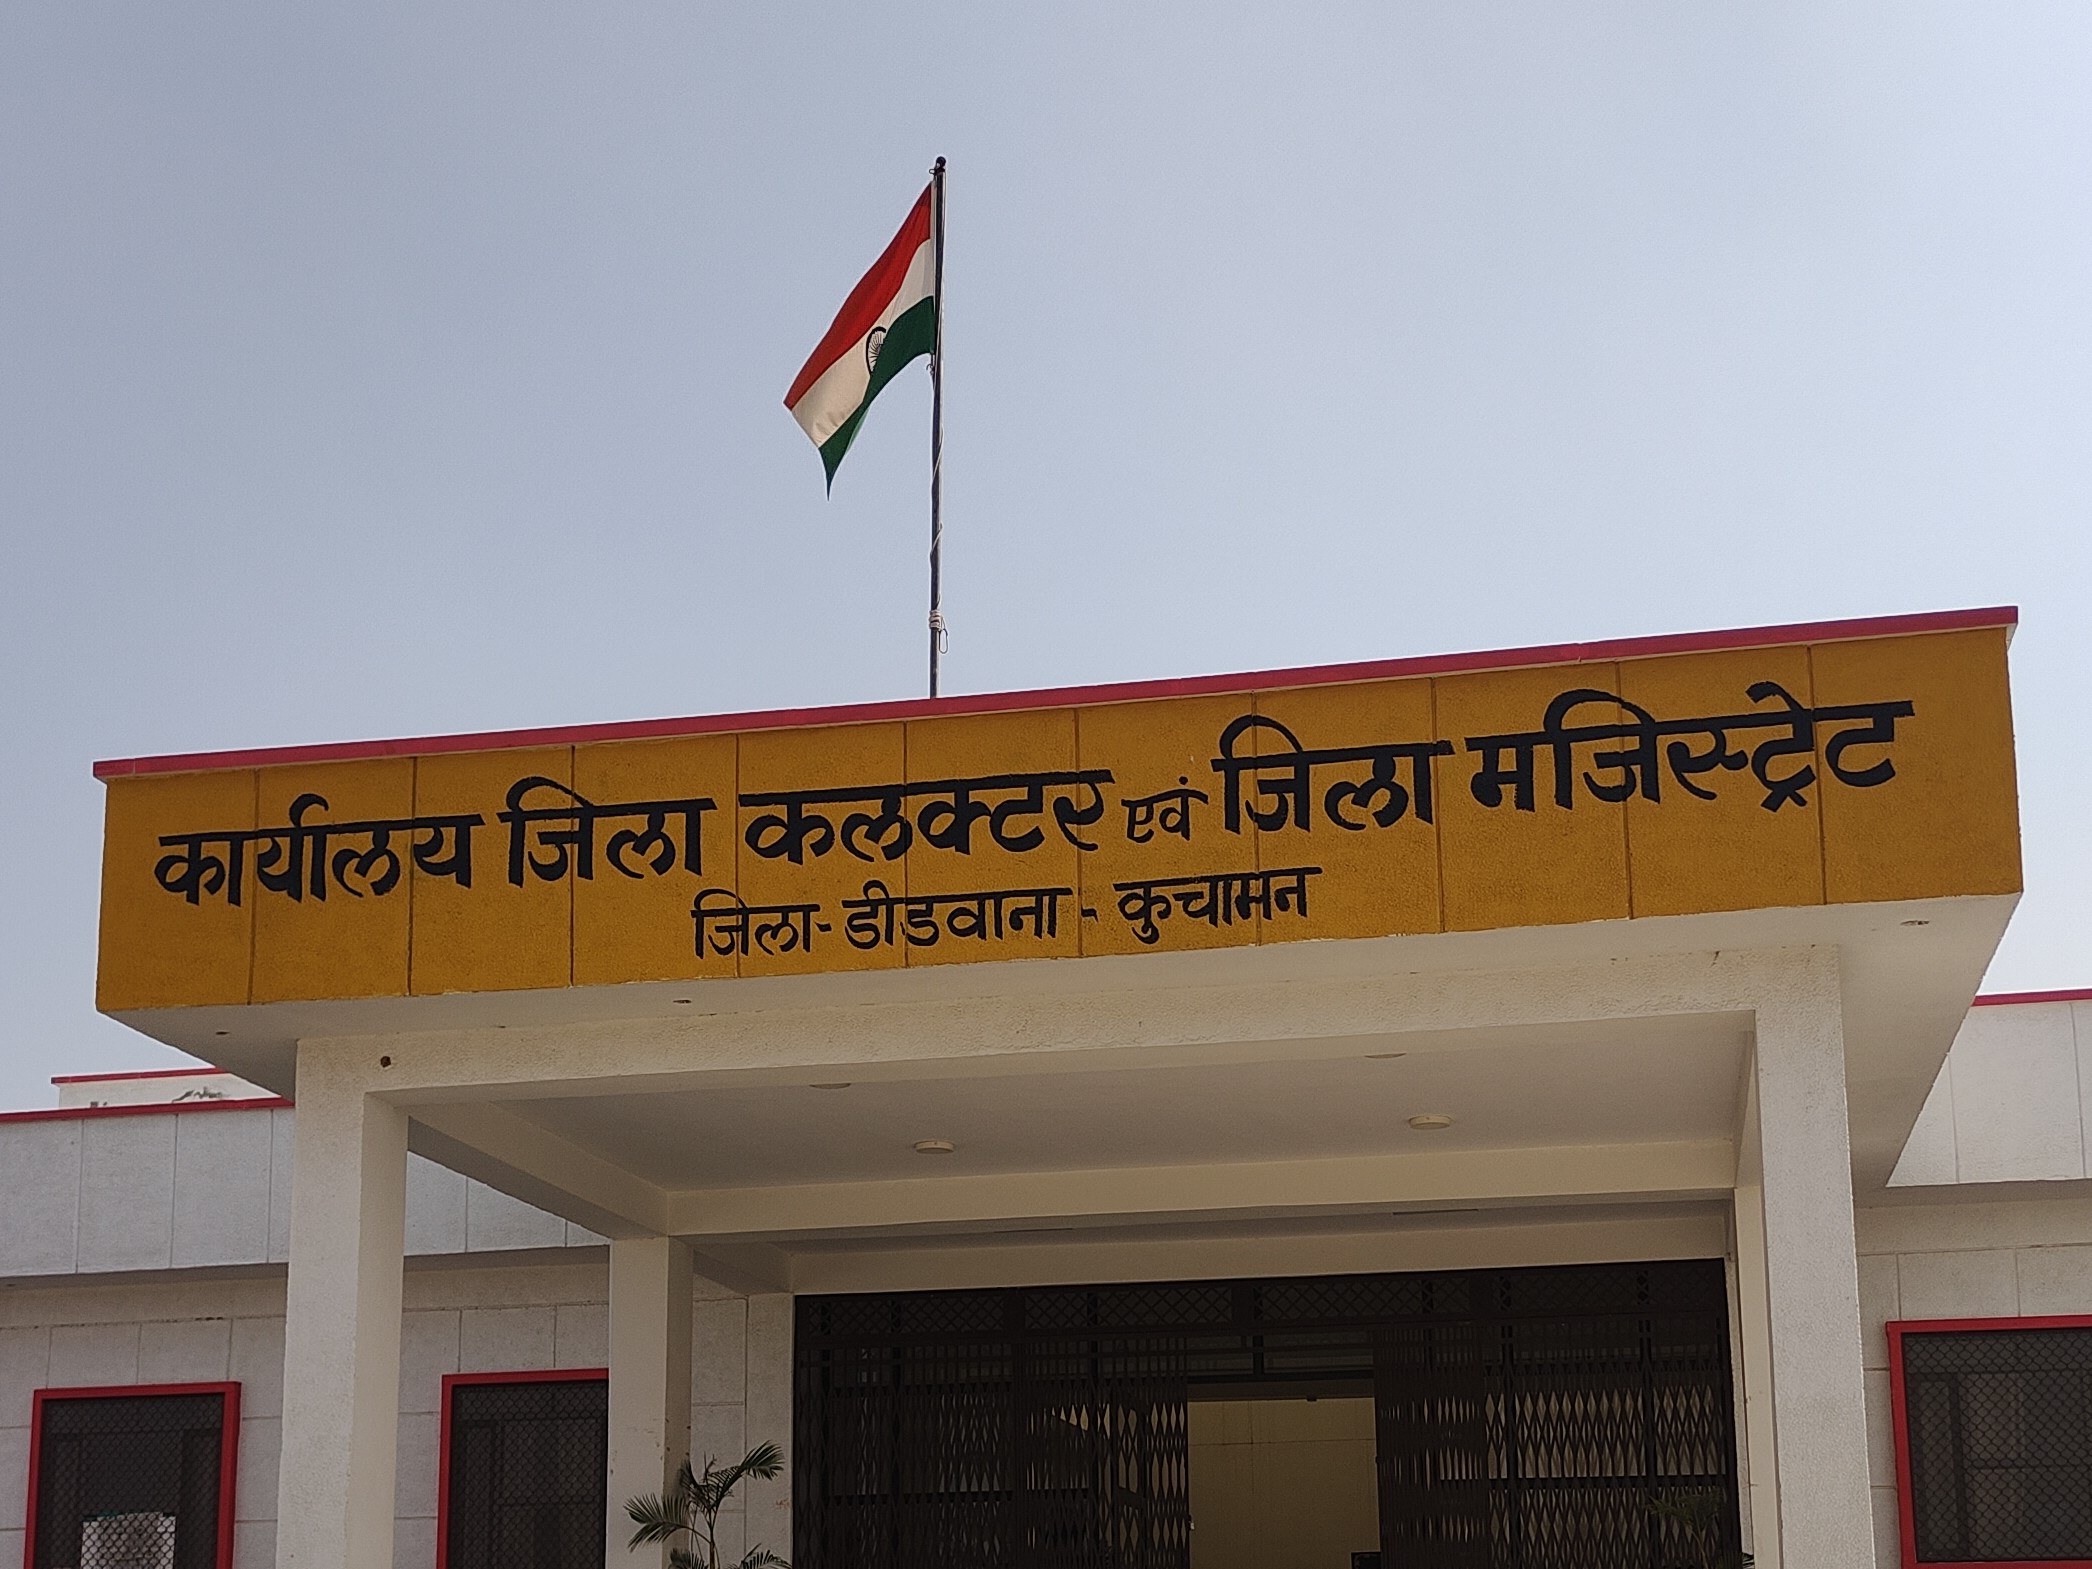 कार्यालय जिला कलक्टर एवं जिला मजिस्ट्रेट
जिला-डीडवाना - कुचामन